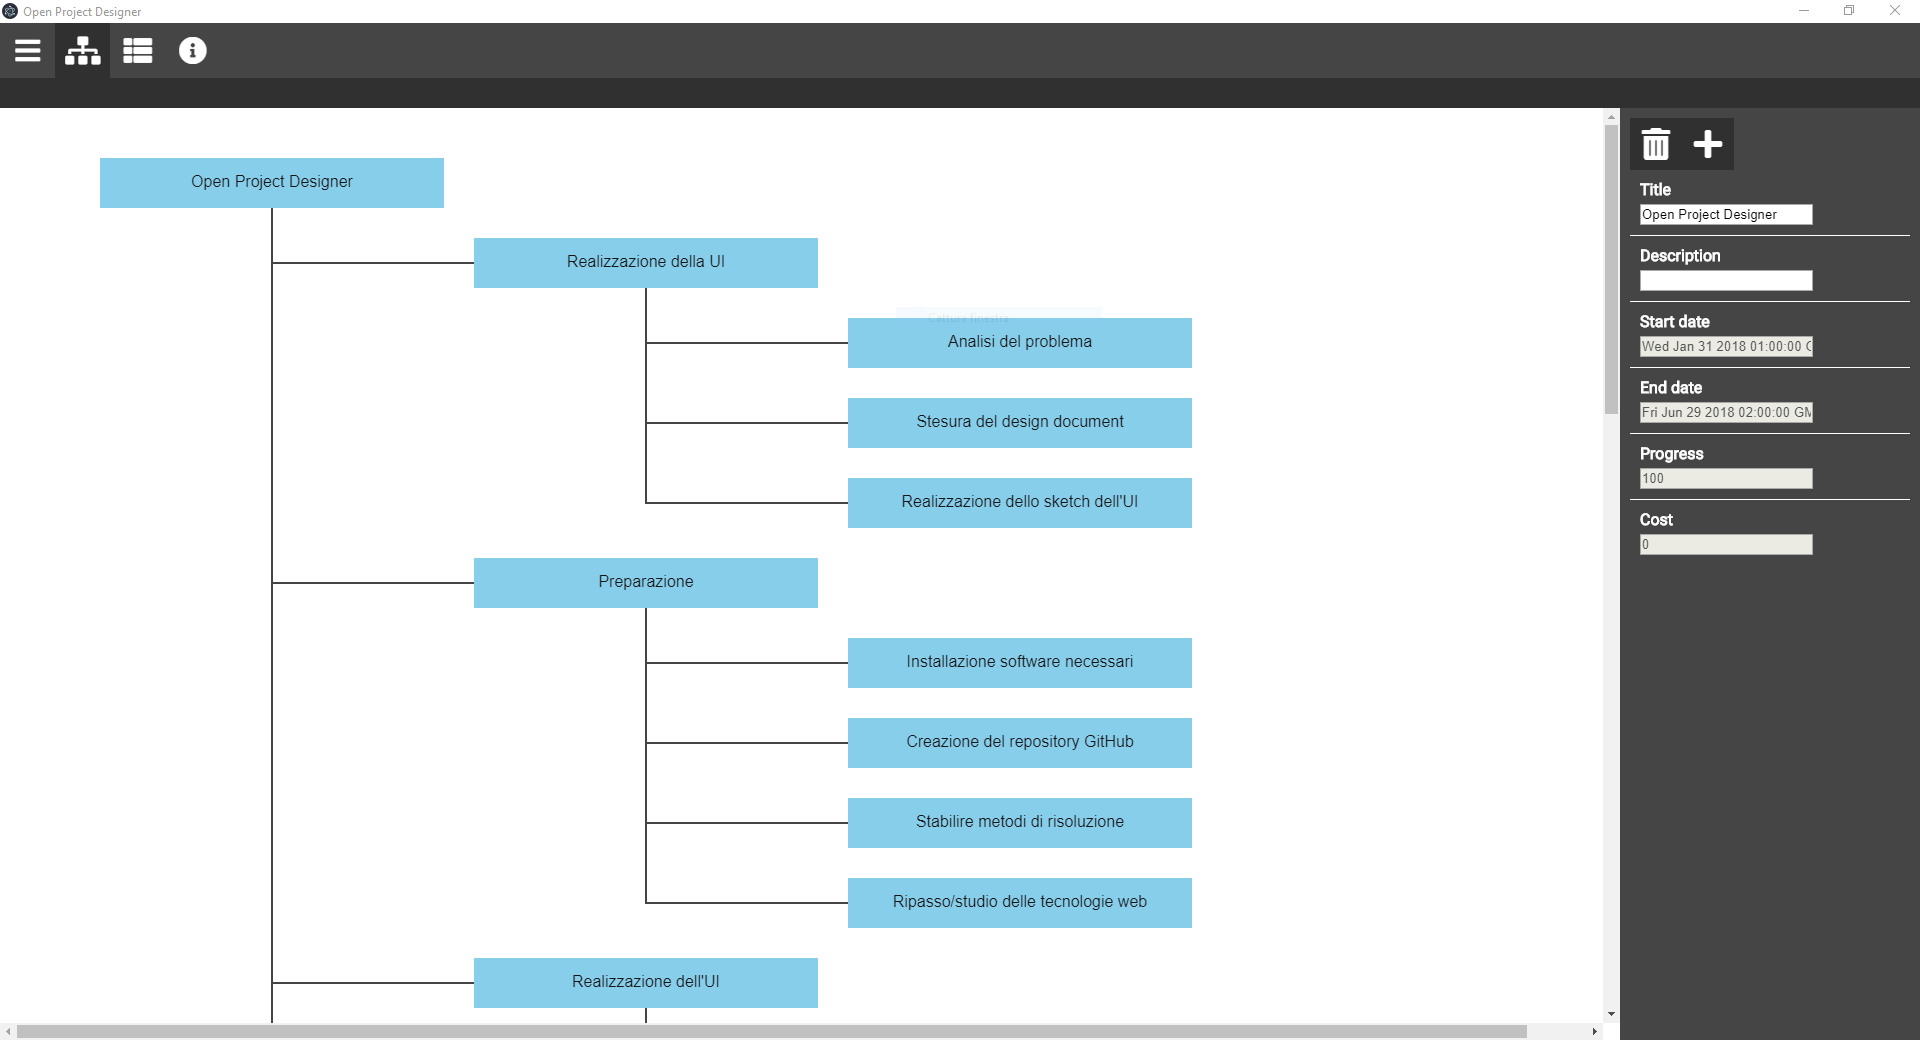 Open Project Designer
Open Project Designer
Realizzazione della UI
Analisi del problema
Stesura del design document
Realizzazione dello sketch dell'UI
Preparazione
Installazione software necessari
Creazione del repository GitHub
Stabilire metodi di risoluzione
Ripasso/studio delle tecnologie web
Realizzazione dell'UI
Title
Open Project Designer
Description
Start date
Wed Jan 31 2018 01:00:00
End date
Fri Jun 29 2018 02:00:00 GM
Progress
100
Cost
0